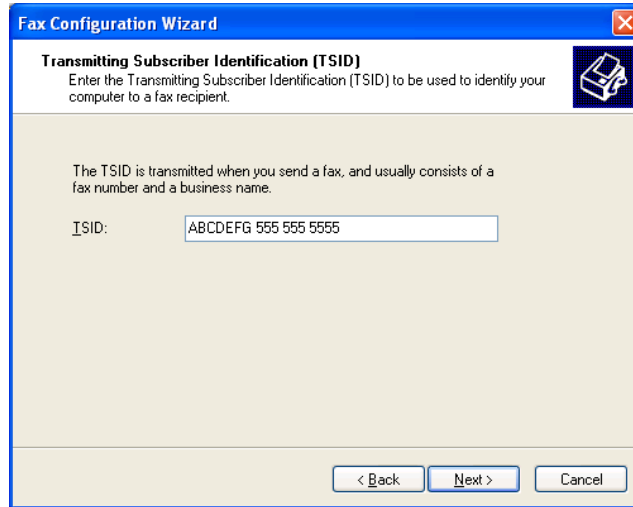 Fax Configuration Wizard
Transmitting Subscriber Identification (TSID)
Enter the Transmitting Subscriber Identification (TSID) to be used to identify your
computer to a fax recipient.
The TSID is transmitted when you send a fax, and usually consists of a
fax number and a business name.
TSID: ABCDEFG 555 555 5555
< Back Next > Cancel